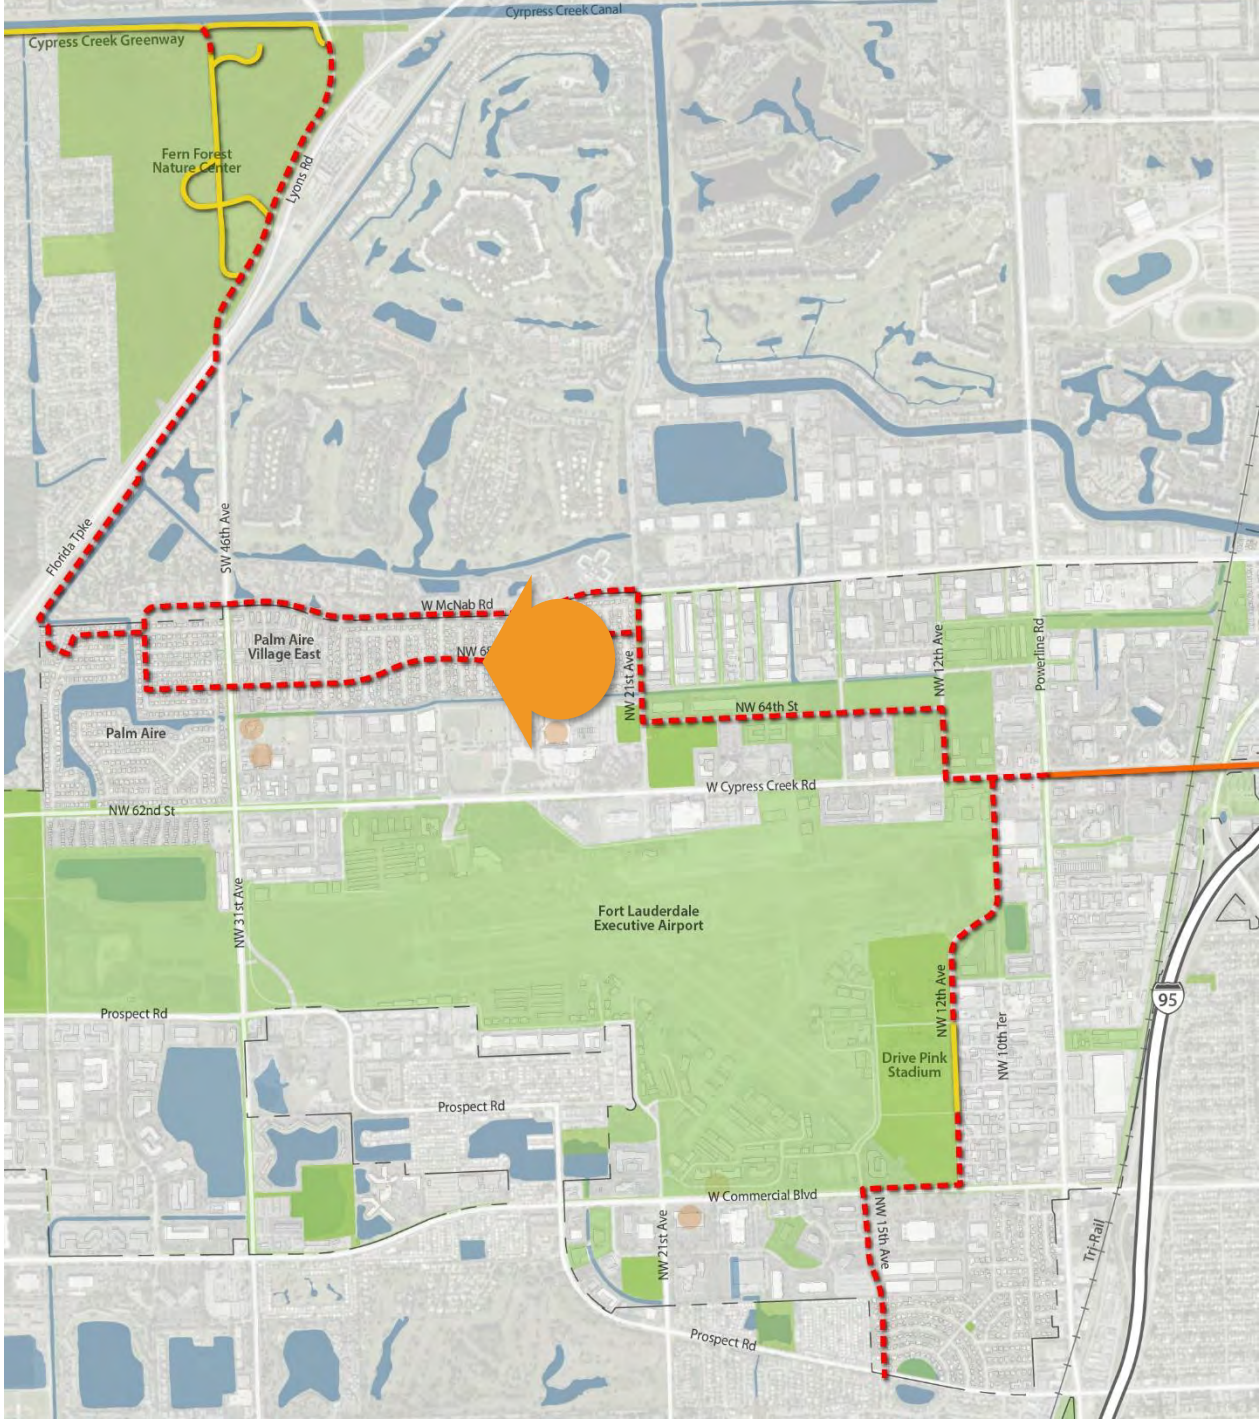 Cyrpress Creek Canal
Cypress Creek Greenway
Fern Forest
Nature Center
Lyons Rd
Florida Tpke
SW 46th Ave
W McNab Rd
Palm Aire
Village East
NW 21st Ave
NW 12th Ave
Powerline Rd
NW 64th St
Palm Aire
W Cypress Creek Rd
NW 62nd St
NW 31st Ave
Fort Lauderdale
Executive Airport
NW 12th Ave
95
Prospect Rd
NW 10th Ter
Drive Pink
Stadium
Prospect Rd
W Commercial Blvd
NW 21st Ave
NW 15th Ave
Tri-Rail
Prospect Rd